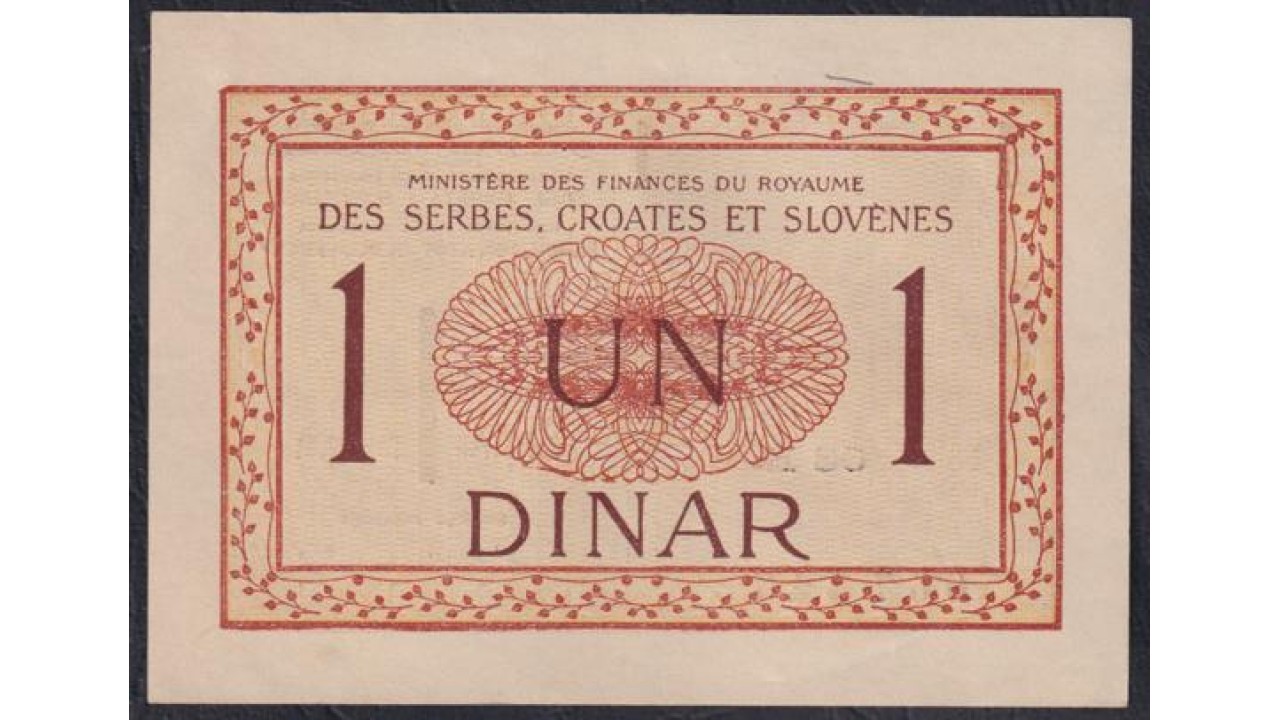 MINISTÈRE DES FINANCES DU ROYAUME
DES SERBES, CROATES ET SLOVÈNES
1 UN 1
DINAR